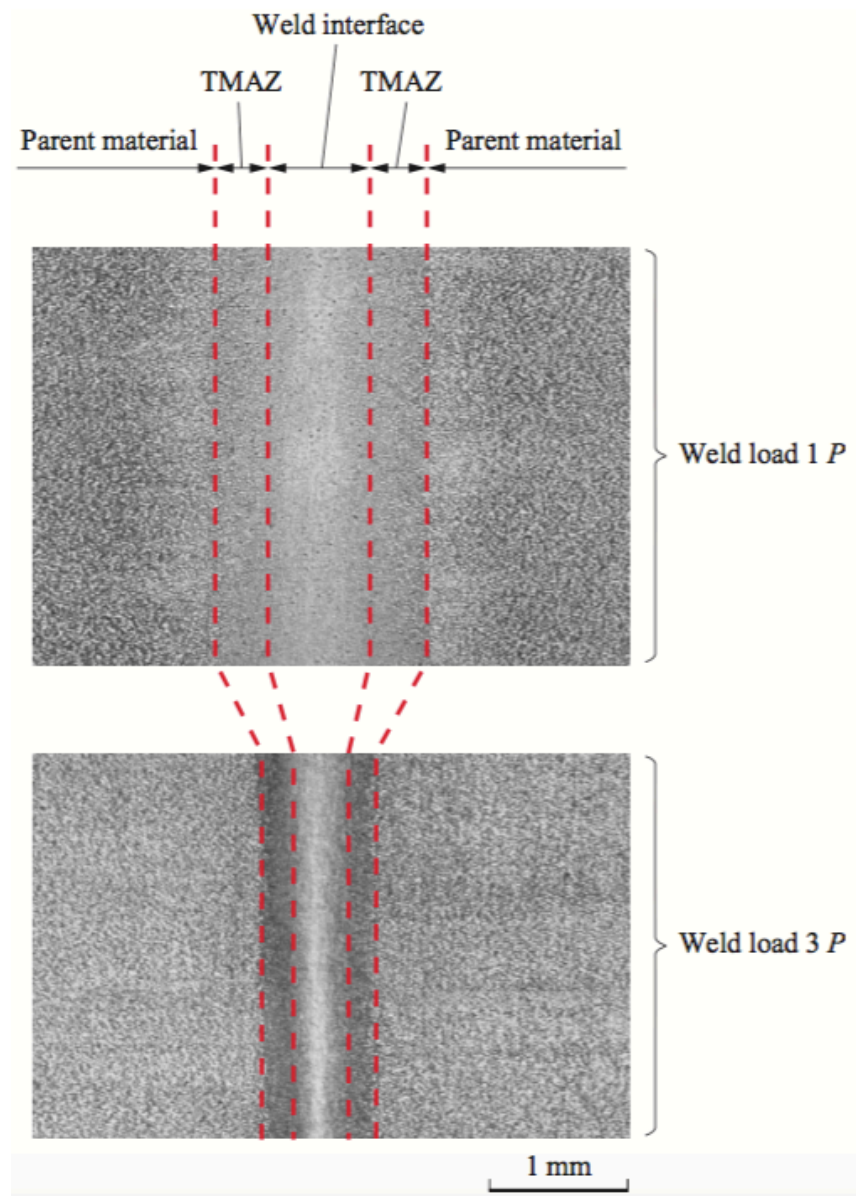 Weld interface
TMAZ TMAZ
Parent material Parent material
Weld load 1 P
Weld load 3 P
1 mm